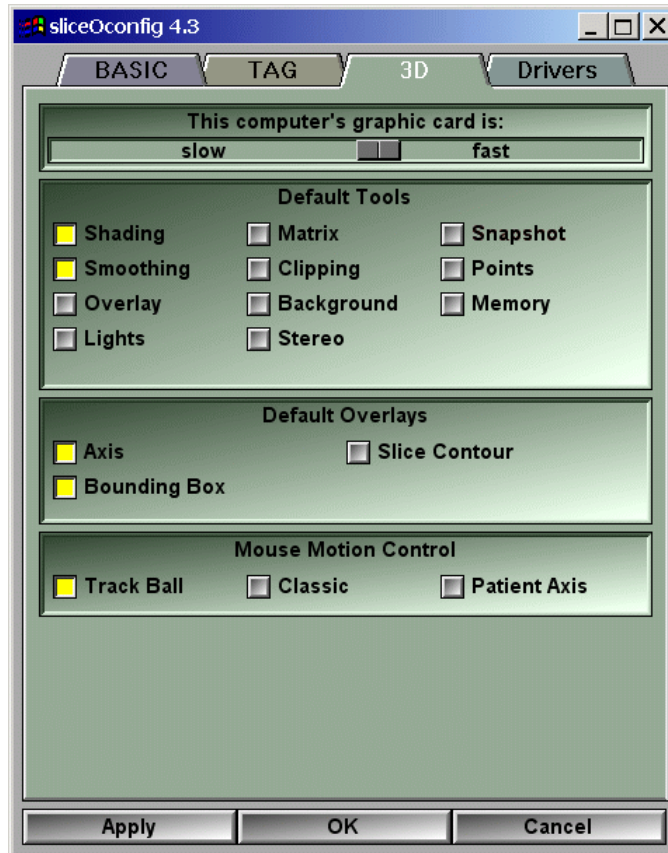 sliceOconfig 4.3
BASIC TAG 3D Drivers
This computer's graphic card is:
slow fast
Default Tools
Shading Matrix Snapshot
Smoothing Clipping Points
Overlay Background Memory
Lights Stereo
Default Overlays
Axis Slice Contour
Bounding Box
Mouse Motion Control
Track Ball Classic Patient Axis
Apply OK Cancel